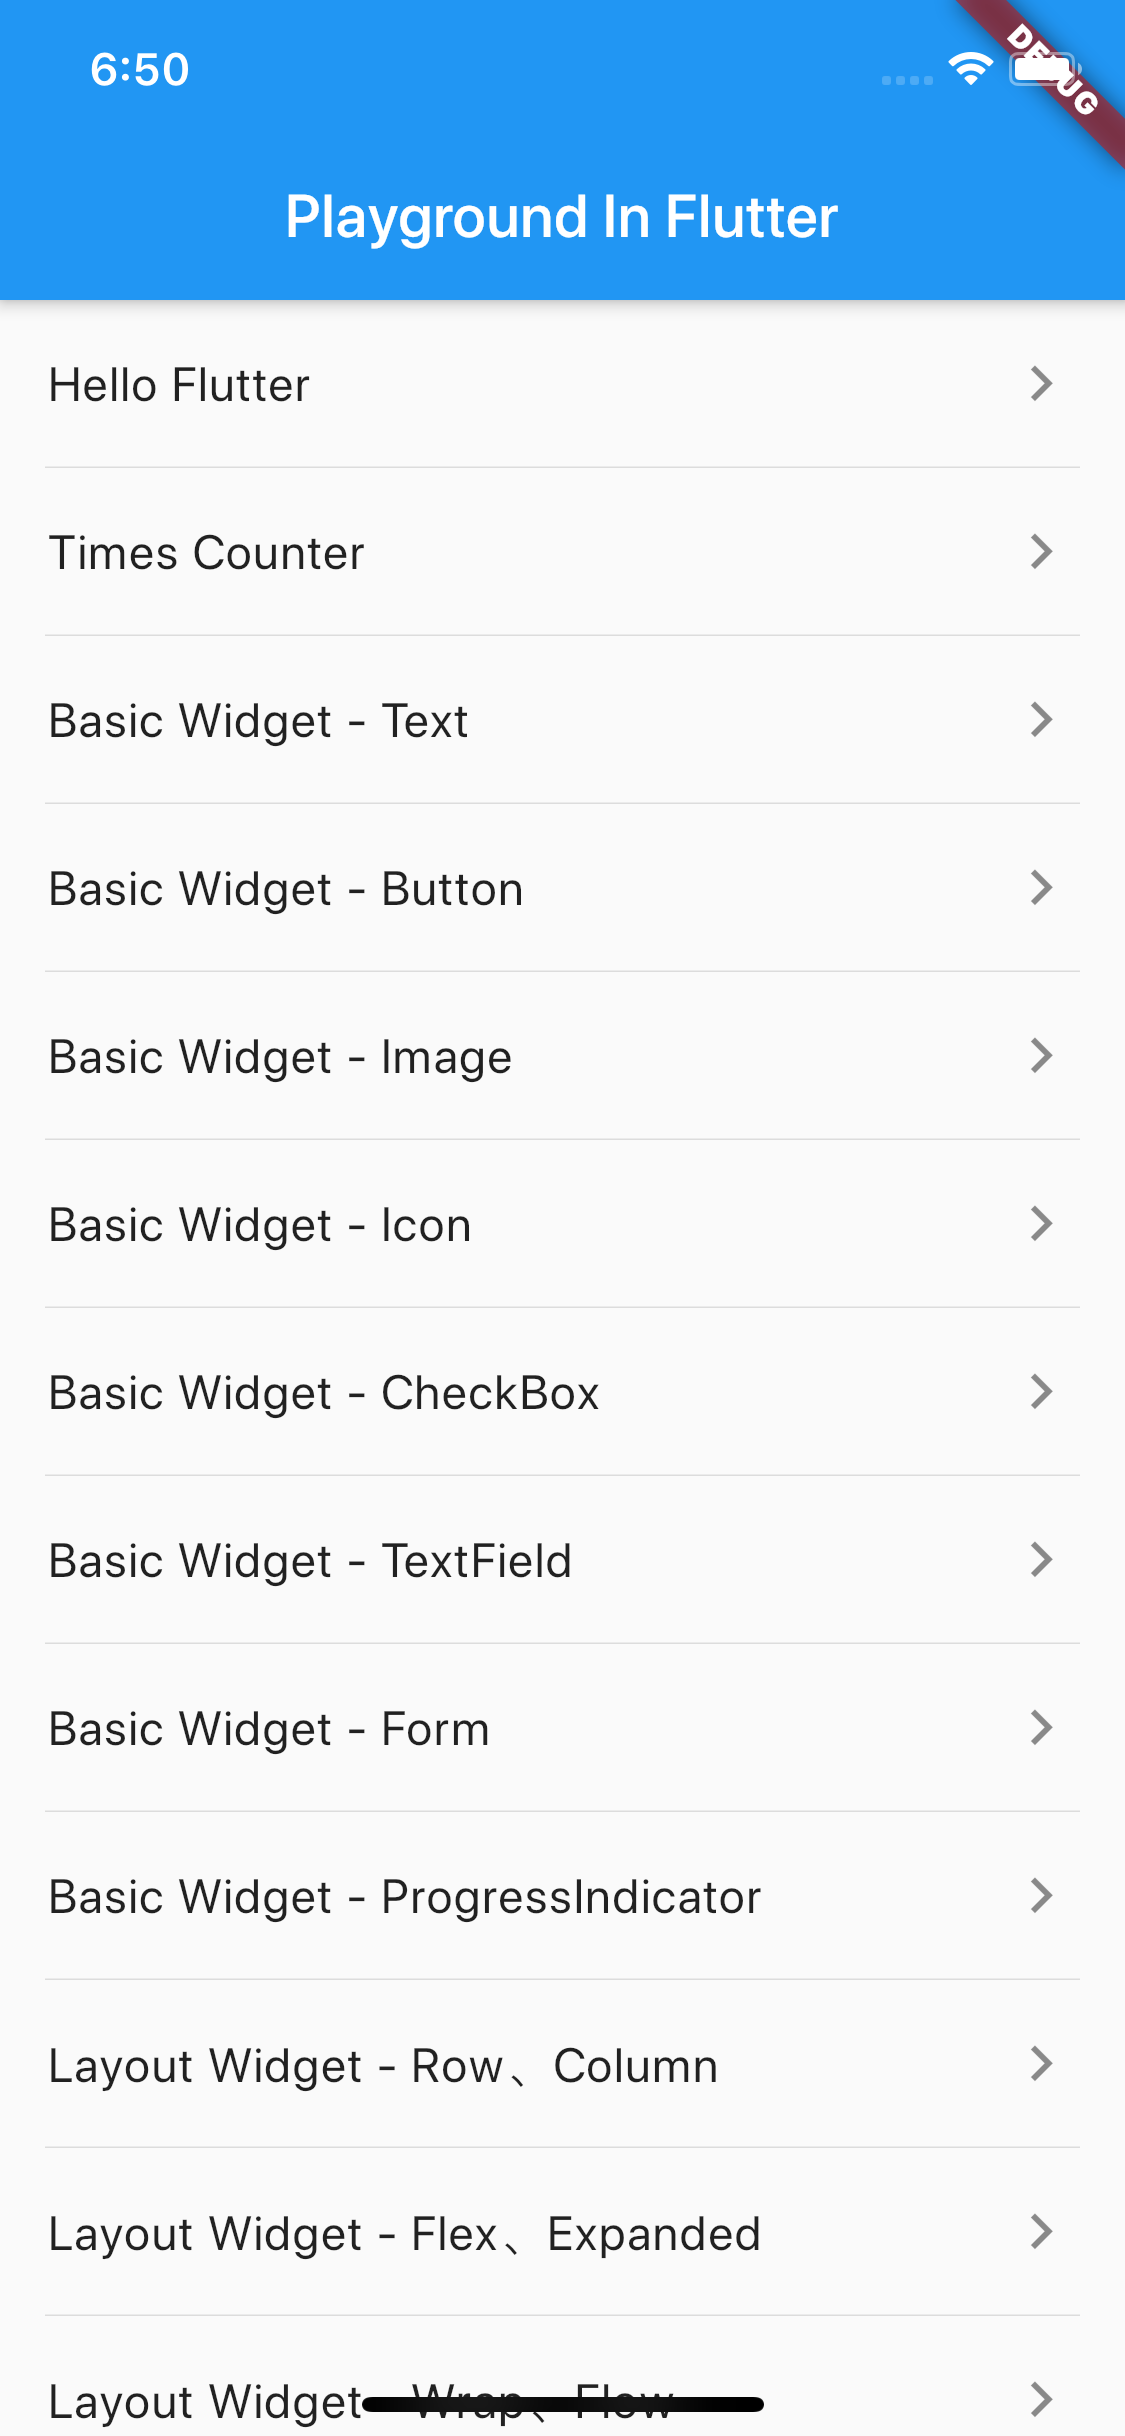 6:50
DEBUG
Playground In Flutter
Hello Flutter
Times Counter
Basic Widget - Text
Basic Widget - Button
Basic Widget - Image
Basic Widget - Icon
Basic Widget - CheckBox
Basic Widget - TextField
Basic Widget - Form
Basic Widget - ProgressIndicator
Layout Widget - Row、Column
Layout Widget - Flex、Expanded
Layout Widget - Wrap、Flow